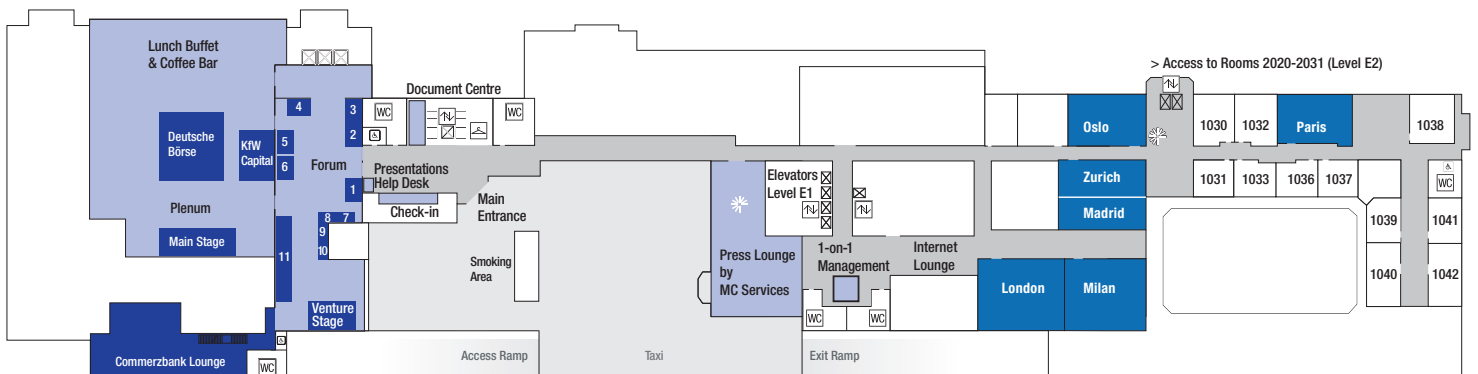 Lunch Buffet
& Coffee Bar
> Access to Rooms 2020-2031 (Level E2)
Document Centre
4
3
2
WC
WC
Deutsche
Börse
KfW
Capital
5
6
Forum
Oslo
1030
1032
Paris
1038
Presentations
Help Desk
Elevators
Level E1
Zurich
1031
1033
1036
1037
WC
1
Check-in
Main
Entrance
Plenum
Main Stage
8
7
9
10
11
Madrid
1039
1041
Smoking
Area
Press Lounge
by
MC Services
1-on-1
Management
Internet
Lounge
London
Milan
1040
1042
Venture
Stage
WC
WC
Commerzbank Lounge
WC
Access Ramp
Taxi
Exit Ramp